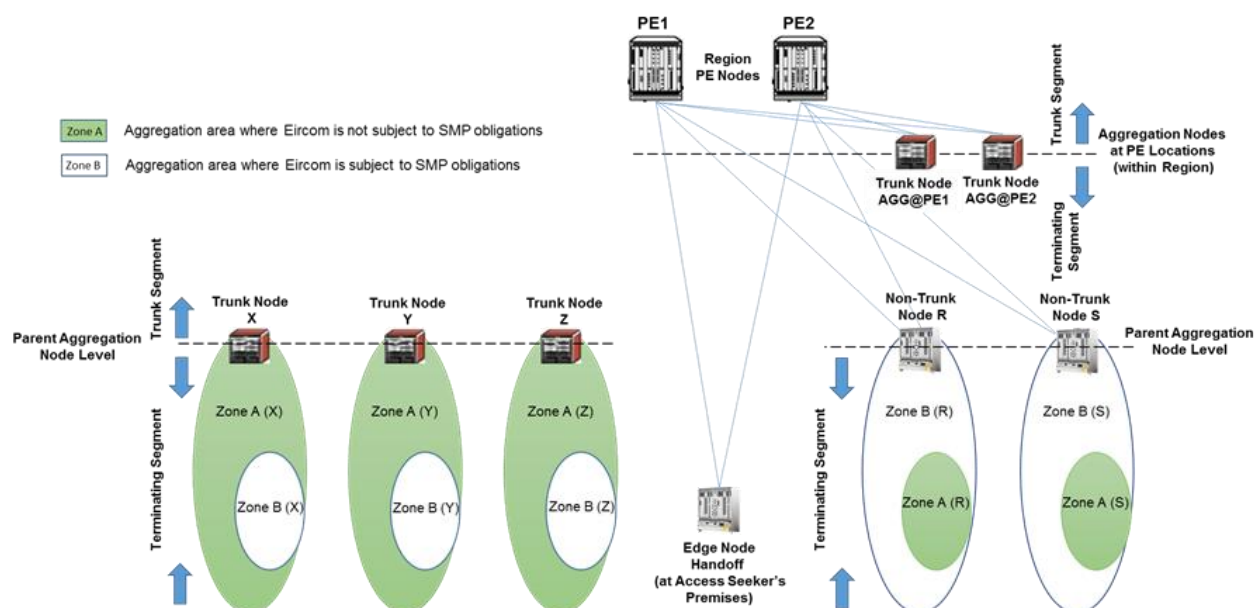 PE1
PE2
Region
PE Nodes
Zone A
Aggregation area where Eircom is not subject to SMP obligations
Zone B
Aggregation area where Eircom is subject to SMP obligations
Trunk Segment
Aggregation Nodes
at PE Locations
(within Region)
Trunk Node
AGG@PE1
Trunk Node
AGG@PE2
Terminating
Segment
Trunk Segment
Parent Aggregation
Node Level
Trunk Node
X
Trunk Node
Y
Trunk Node
Z
Non-Trunk
Node R
Non-Trunk
Node S
Parent Aggregation
Node Level
Terminating Segment
Zone A (X)
Zone B (X)
Zone A (Y)
Zone B (Y)
Zone A (Z)
Zone B (Z)
Edge Node
Handoff
(at Access Seeker's
Premises)
Terminating Segment
Zone B (R)
Zone A (R)
Zone B (S)
Zone A (S)